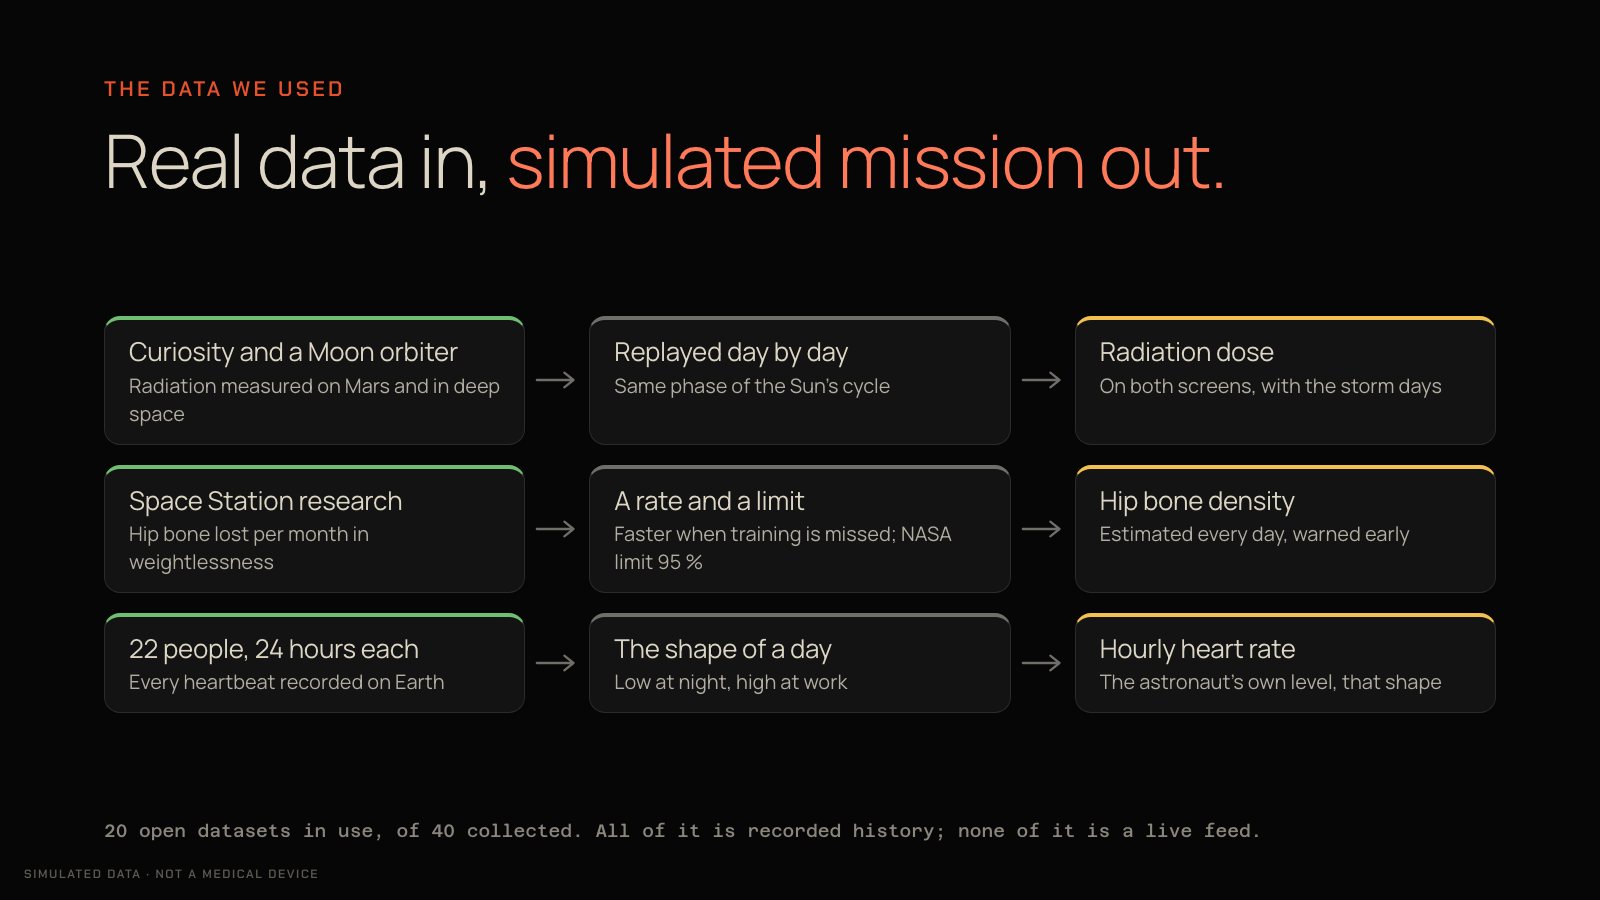 THE DATA WE USED
Real data in, simulated mission out.
Curiosity and a Moon orbiter
Radiation measured on Mars and in deep
space
Replayed day by day
Same phase of the Sun's cycle
Radiation dose
On both screens, with the storm days
Space Station research
Hip bone lost per month in
weightlessness
A rate and a limit
Faster when training is missed; NASA
limit 95 %
Hip bone density
Estimated every day, warned early
22 people, 24 hours each
Every heartbeat recorded on Earth
The shape of a day
Low at night, high at work
Hourly heart rate
The astronaut's own level, that shape
20 open datasets in use, of 40 collected. All of it is recorded history; none of it is a live feed.
SIMULATED DATA · NOT A MEDICAL DEVICE